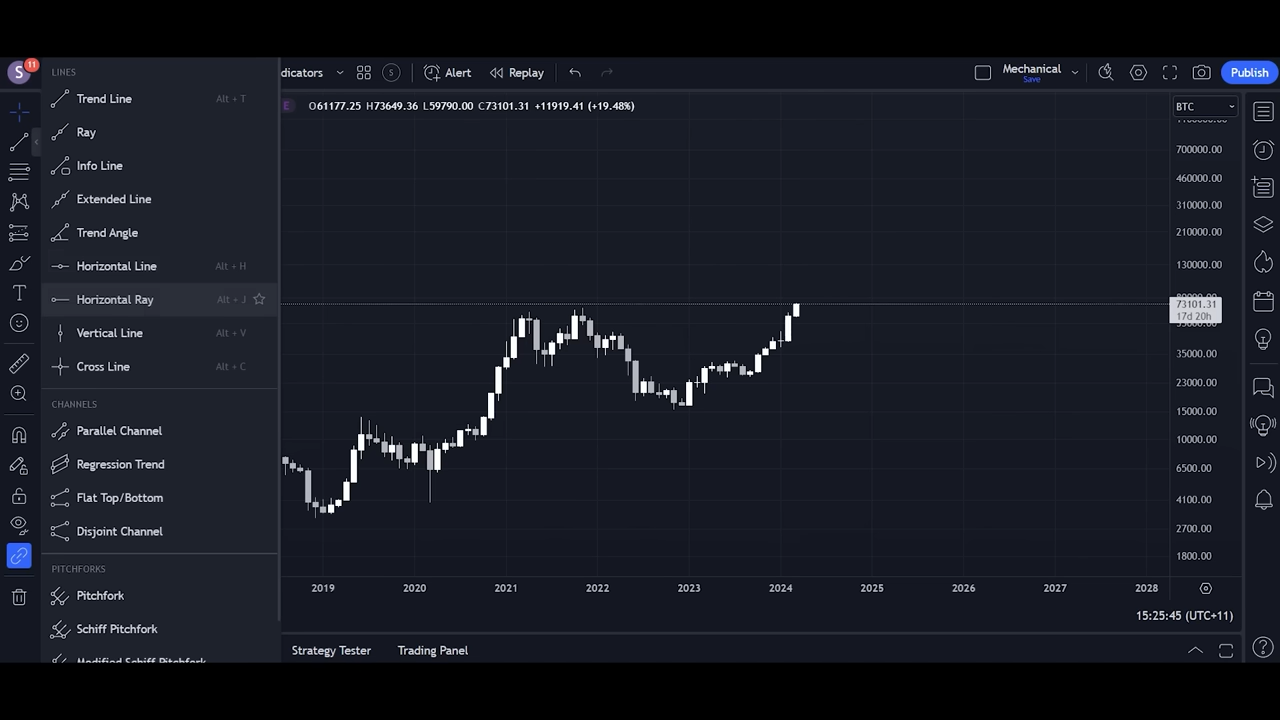 S
11
dicators
S
Alert
Replay
Mechanical
Save
Publish
LINES
Trend Line Alt + T
Ray
Info Line
Extended Line
Trend Angle
Horizontal Line Alt + H
Horizontal Ray Alt + J
Vertical Line Alt + V
Cross Line Alt + C
CHANNELS
Parallel Channel
Regression Trend
Flat Top/Bottom
Disjoint Channel
PITCHFORKS
Pitchfork
Schiff Pitchfork
Modified Schiff Pitchfork
E O61177.25 H73649.36 L59790.00 C73101.31 +11919.41 (+19.48%)
BTC
700000.00
460000.00
310000.00
210000.00
130000.00
73101.31
17d 20h
35000.00
23000.00
15000.00
10000.00
6500.00
4100.00
2700.00
1800.00
2019 2020 2021 2022 2023 2024 2025 2026 2027 2028
15:25:45 (UTC+11)
Strategy Tester Trading Panel